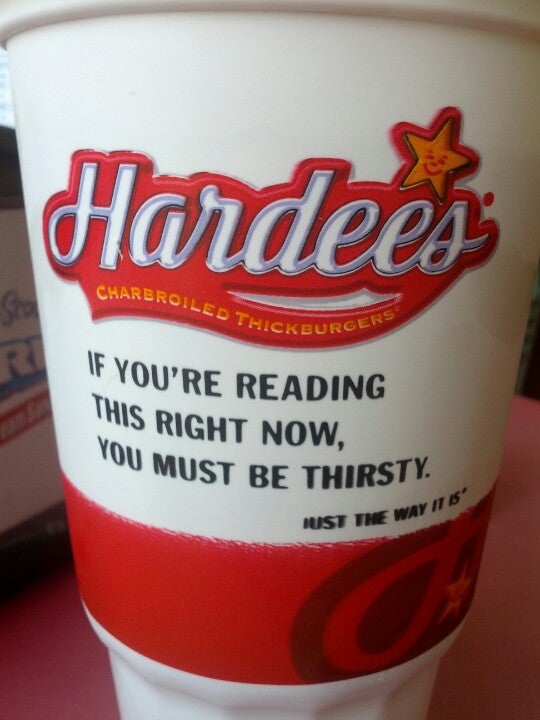 Hardee's
CHARBROILED THICKBURGERS
IF YOU'RE READING
THIS RIGHT NOW,
YOU MUST BE THIRSTY.
JUST THE WAY IT IS